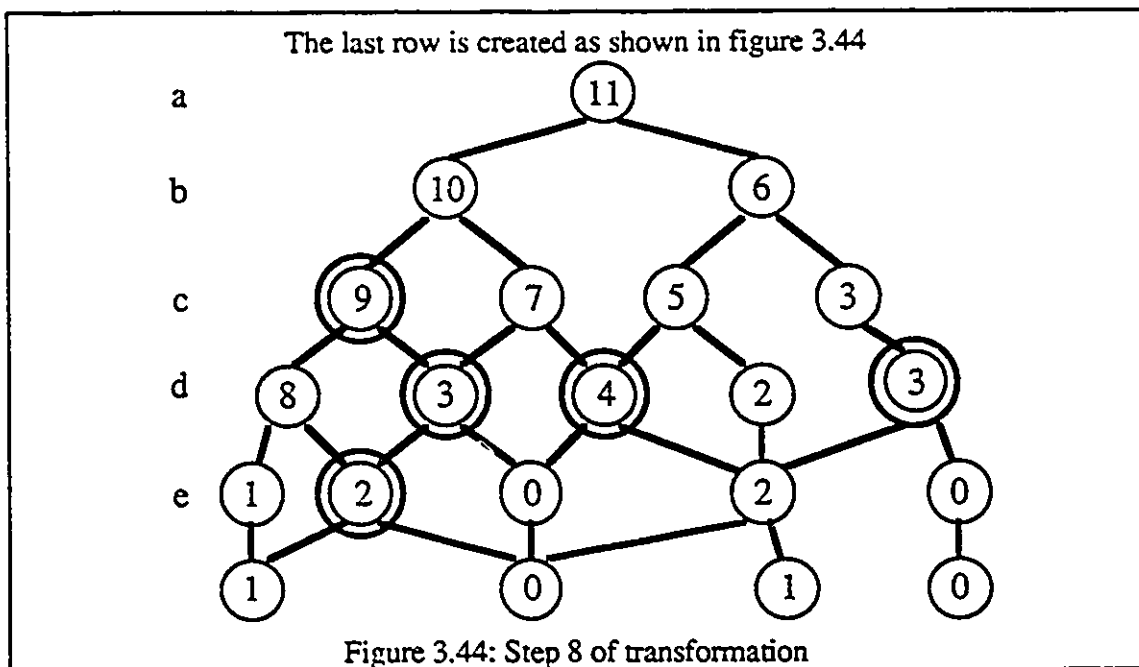 The last row is created as shown in figure 3.44
a 11
b 10 6
c 9 7 5 3
d 8 3 4 2 3
e 1 2 0 2 0
1 0 1 0
Figure 3.44: Step 8 of transformation